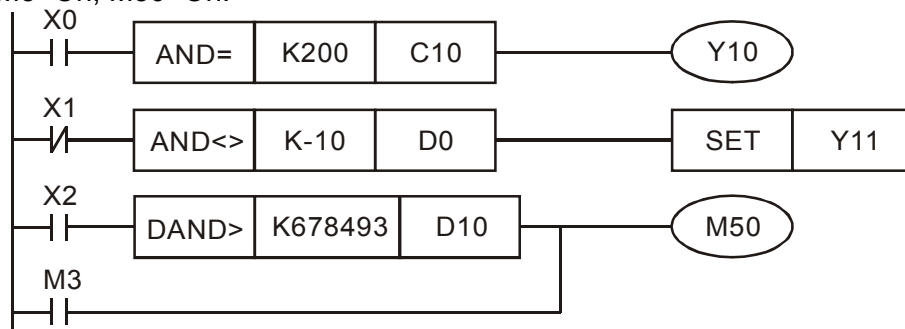 X0
AND= K200 C10 Y10
X1
AND<> K-10 D0 SET Y11
X2
DAND> K678493 D10 M50
M3